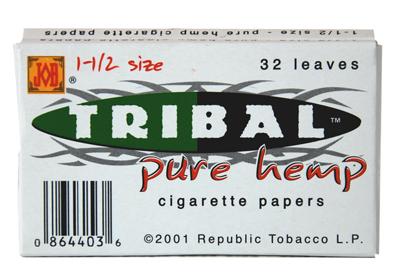 1-1/2 size - pure hemp cigarette papers
JOB
®
1-1/2 size
32 leaves
TRIBAL™
pure hemp
cigarette papers
0 864403 6
©2001 Republic Tobacco L.P.